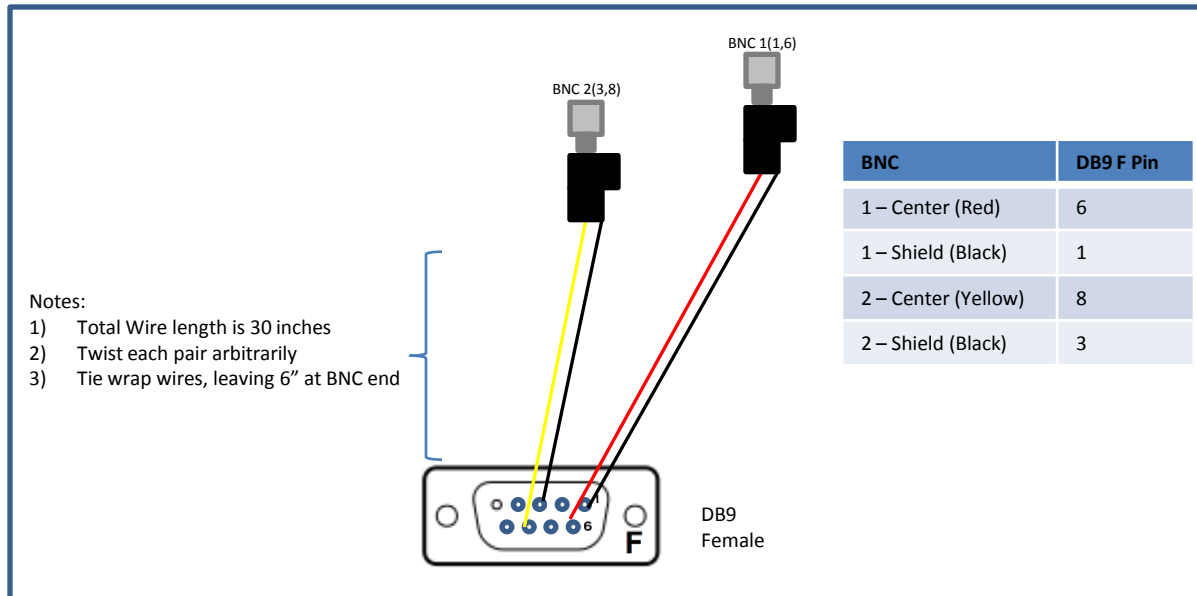 BNC 1(1,6)
BNC 2(3,8)
BNC DB9 F Pin
1 – Center (Red) 6
1 – Shield (Black) 1
2 – Center (Yellow) 8
2 – Shield (Black) 3
Notes:
1) Total Wire length is 30 inches
2) Twist each pair arbitrarily
3) Tie wrap wires, leaving 6” at BNC end
1
6
F
DB9
Female